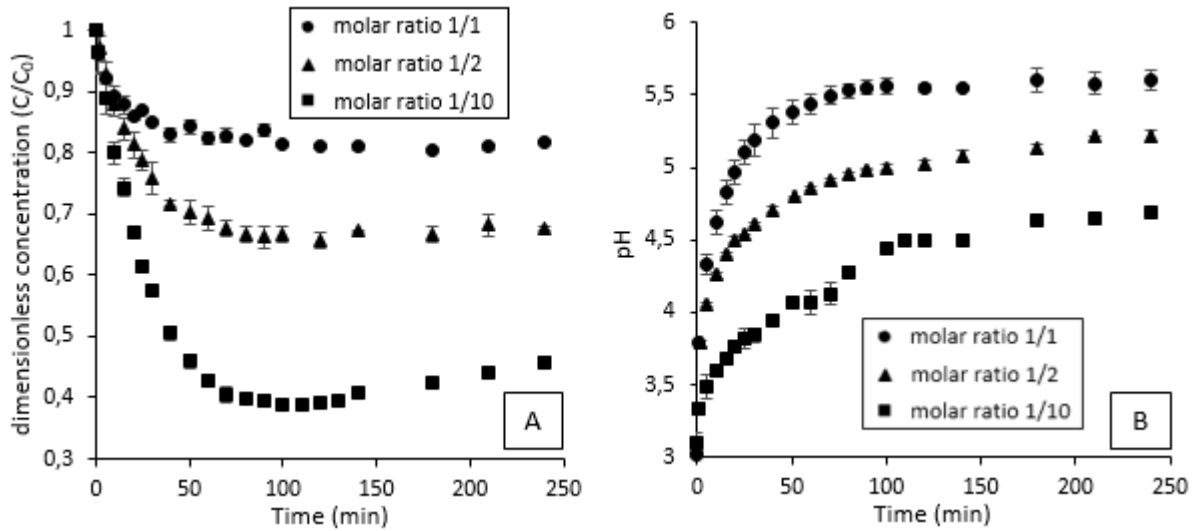 dimensionless concentration (C/C₀)
1
0,9
0,8
0,7
0,6
0,5
0,4
0,3
molar ratio 1/1
molar ratio 1/2
molar ratio 1/10
A
0 50 100 150 200 250
Time (min)
pH
6
5,5
5
4,5
4
3,5
3
molar ratio 1/1
molar ratio 1/2
molar ratio 1/10
B
0 50 100 150 200 250
Time (min)